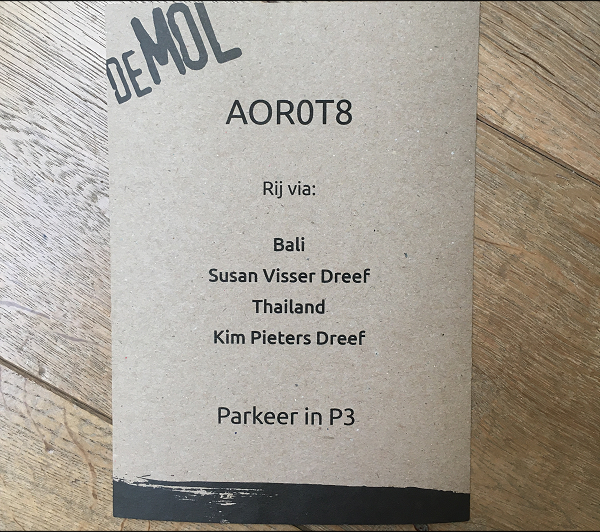 DE MOL
AOR0T8
Rij via:
Bali
Susan Visser Dreef
Thailand
Kim Pieters Dreef
Parkeer in P3